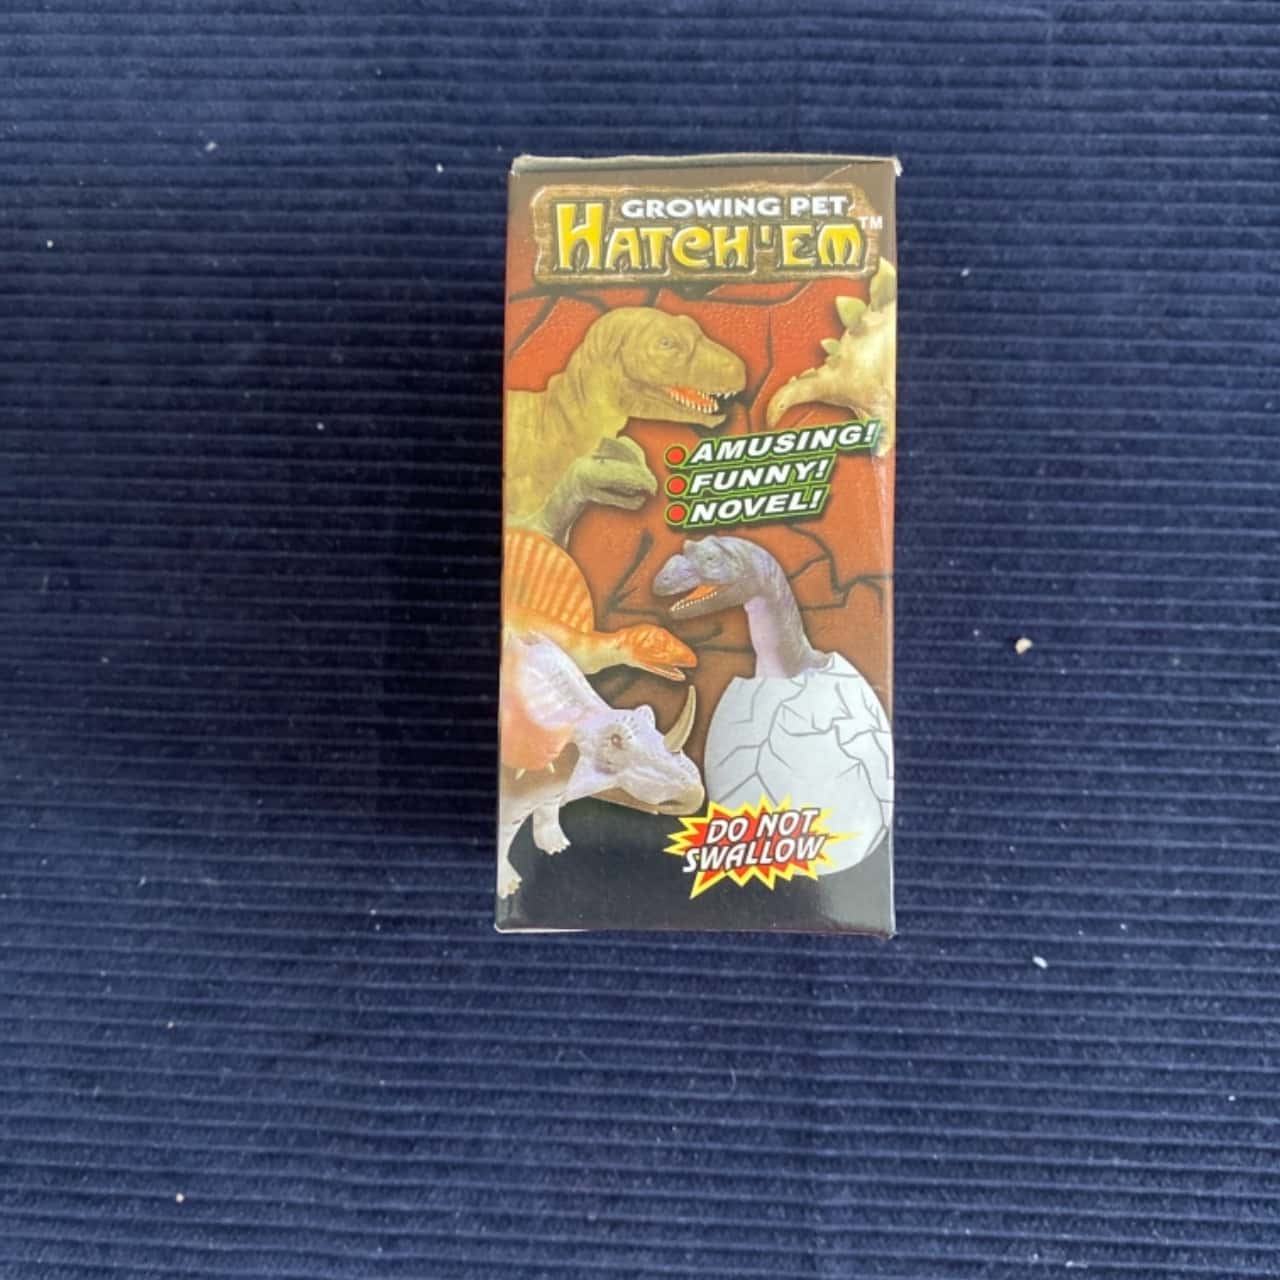 GROWING PET
HATCH'EM™
AMUSING!
FUNNY!
NOVEL!
DO NOT
SWALLOW